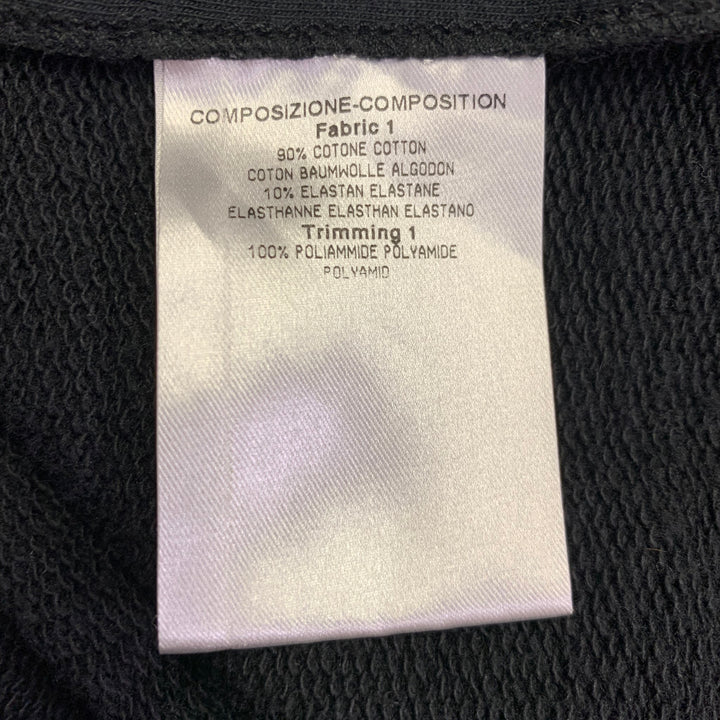 COMPOSIZIONE-COMPOSITION
Fabric 1
90% COTONE COTTON
COTON BAUMWOLLE ALGODON
10% ELASTAN ELASTANE
ELASTHANNE ELASTHAN ELASTANO
Trimming 1
100% POLIAMMIDE POLYAMIDE
POLYAMID